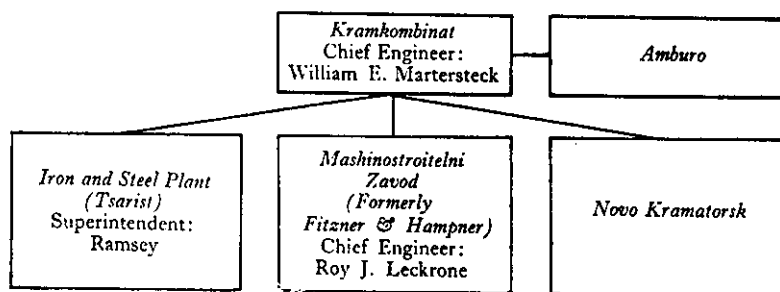 Kramkombinat
Chief Engineer:
William E. Martersteck
Amburo
Iron and Steel Plant
(Tsarist)
Superintendent:
Ramsey
Mashinostroitelni
Zavod
(Formerly
Fitzner & Hampner)
Chief Engineer:
Roy J. Leckrone
Novo Kramatorsk